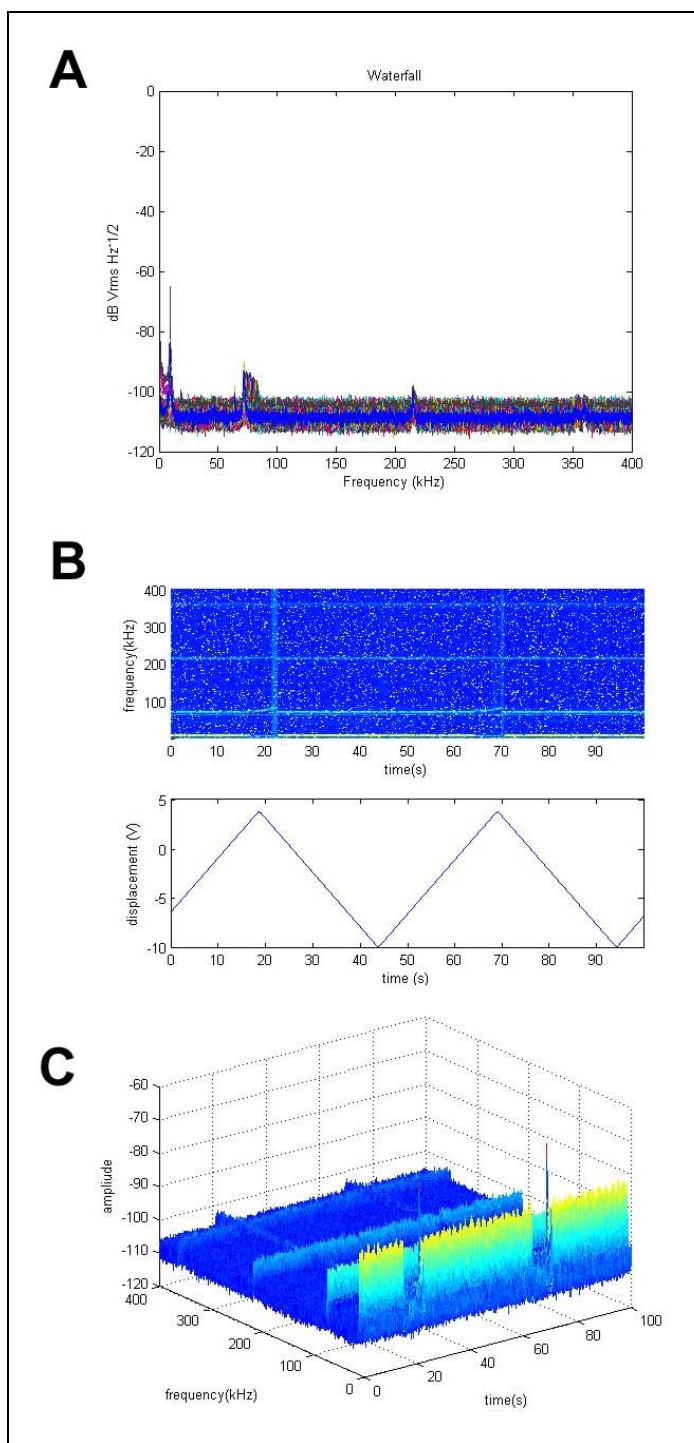 A
Waterfall
0
-20
-40
-60
-80
-100
-120
dB Vrms Hz-1/2
0 50 100 150 200 250 300 350 400
Frequency (kHz)
B
400
300
200
100
frequency(kHz)
0 10 20 30 40 50 60 70 80 90
time(s)
5
0
-5
-10
displacement (V)
0 10 20 30 40 50 60 70 80 90
time (s)
C
-60
-70
-80
-90
-100
-110
-120
ampliude
400
300
200
100
0
frequency(kHz)
0
20
40
60
80
100
time(s)